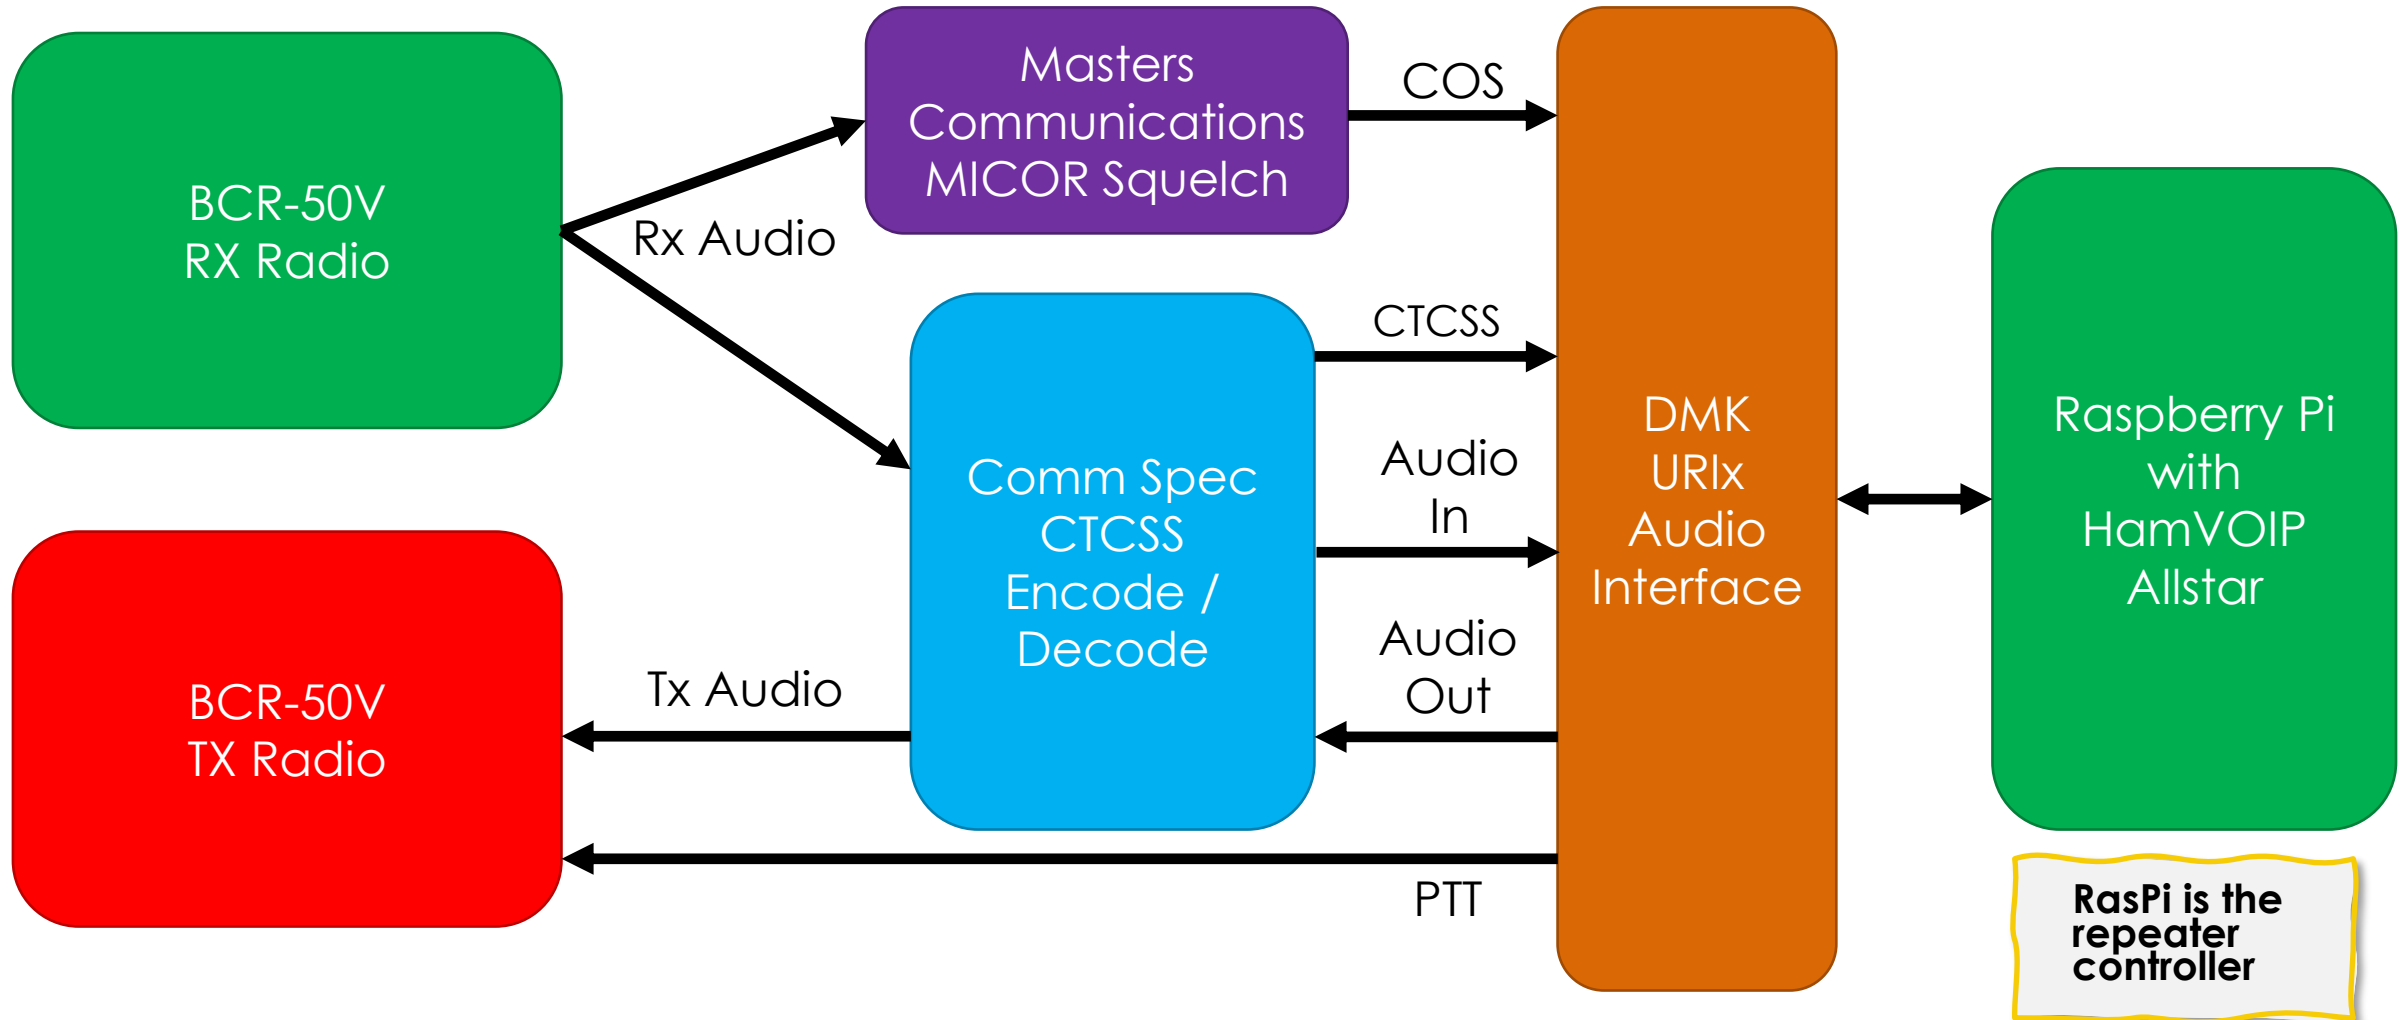 BCR-50V
RX Radio
Rx Audio
Masters
Communications
MICOR Squelch
COS
CTCSS
Comm Spec
CTCSS
Encode /
Decode
Audio
In
Audio
Out
DMK
URIx
Audio
Interface
Raspberry Pi
with
HamVOIP
Allstar
BCR-50V
TX Radio
Tx Audio
PTT
RasPi is the
repeater
controller